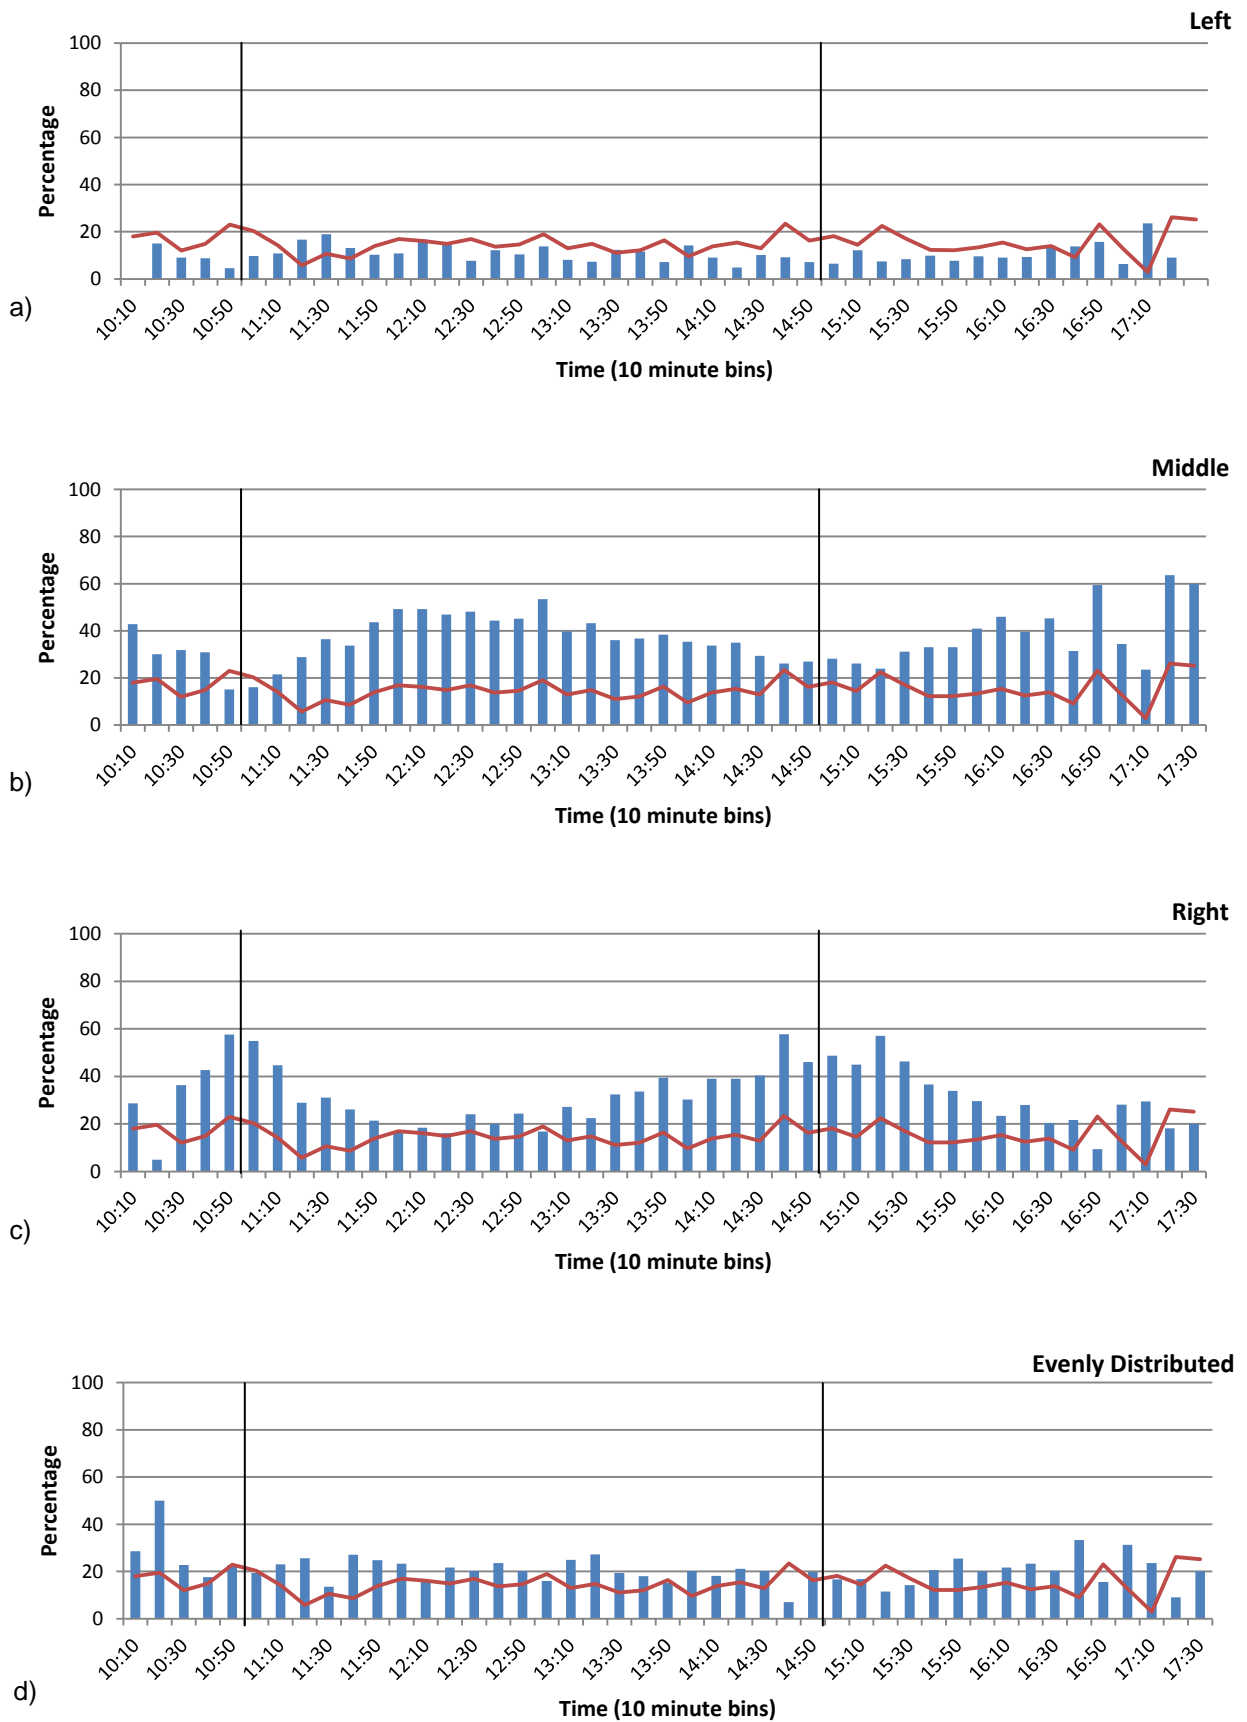 Left
100
80
60
40
20
0
Percentage
10:10 10:30 10:50 11:10 11:30 11:50 12:10 12:30 12:50 13:10 13:30 13:50 14:10 14:30 14:50 15:10 15:30 15:50 16:10 16:30 16:50 17:10
a)
Time (10 minute bins)
Middle
100
80
60
40
20
0
Percentage
10:10 10:30 10:50 11:10 11:30 11:50 12:10 12:30 12:50 13:10 13:30 13:50 14:10 14:30 14:50 15:10 15:30 15:50 16:10 16:30 16:50 17:10 17:30
b)
Time (10 minute bins)
Right
100
80
60
40
20
0
Percentage
10:10 10:30 10:50 11:10 11:30 11:50 12:10 12:30 12:50 13:10 13:30 13:50 14:10 14:30 14:50 15:10 15:30 15:50 16:10 16:30 16:50 17:10 17:30
c)
Time (10 minute bins)
Evenly Distributed
100
80
60
40
20
0
Percentage
10:10 10:30 10:50 11:10 11:30 11:50 12:10 12:30 12:50 13:10 13:30 13:50 14:10 14:30 14:50 15:10 15:30 15:50 16:10 16:30 16:50 17:10 17:30
d)
Time (10 minute bins)